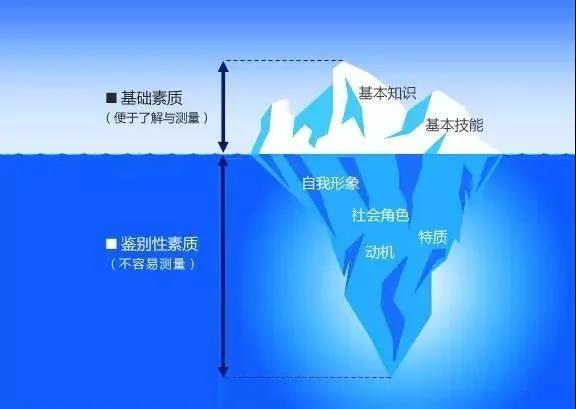 ■ 基础素质
（便于了解与测量）
基本知识
基本技能
■ 鉴别性素质
（不容易测量）
自我形象
社会角色
特质
动机